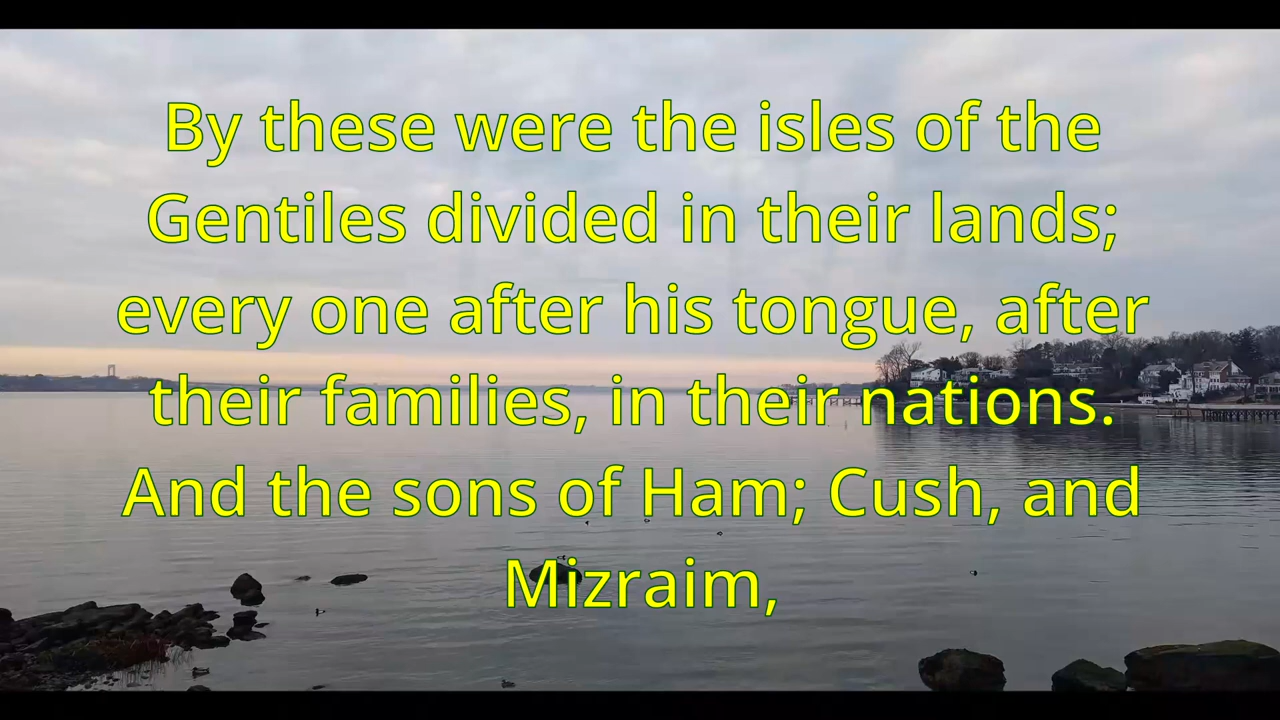 By these were the isles of the
Gentiles divided in their lands;
every one after his tongue, after
their families, in their nations.
And the sons of Ham; Cush, and
Mizraim,